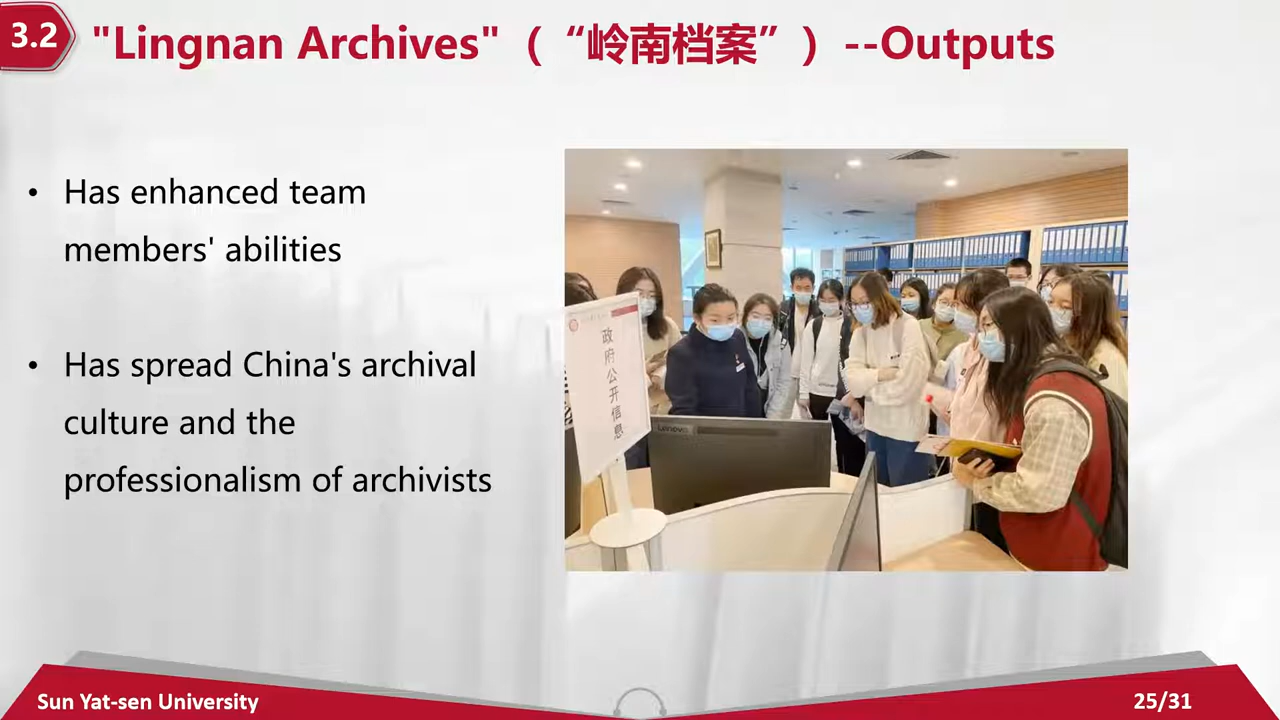 3.2
"Lingnan Archives"（“岭南档案”）--Outputs
• Has enhanced team
members' abilities
• Has spread China's archival
culture and the
professionalism of archivists
政府公开信息
Lenovo
Sun Yat-sen University
25/31